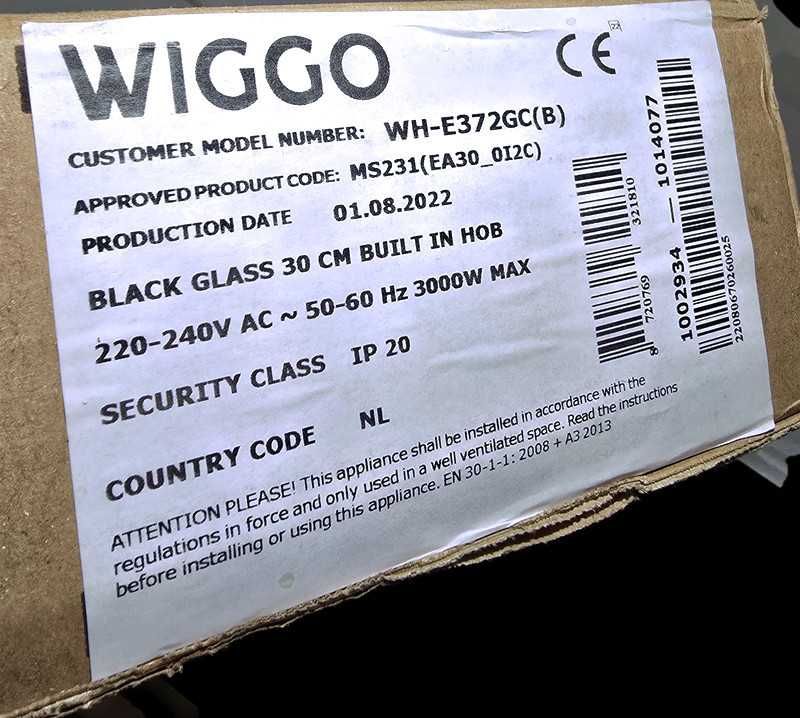 WIGGO
CE
22
CUSTOMER MODEL NUMBER: WH-E372GC(B)
APPROVED PRODUCT CODE: MS231(EA30_0I2C)
PRODUCTION DATE 01.08.2022
BLACK GLASS 30 CM BUILT IN HOB
220-240V AC ~ 50-60 Hz 3000W MAX
SECURITY CLASS IP 20
COUNTRY CODE NL
ATTENTION PLEASE! This appliance shall be installed in accordance with the
regulations in force and only used in a well ventilated space. Read the instructions
before installing or using this appliance. EN 30-1-1: 2008 + A3 2013
8 720769 321810
1002934 — 1014077
22080670260025